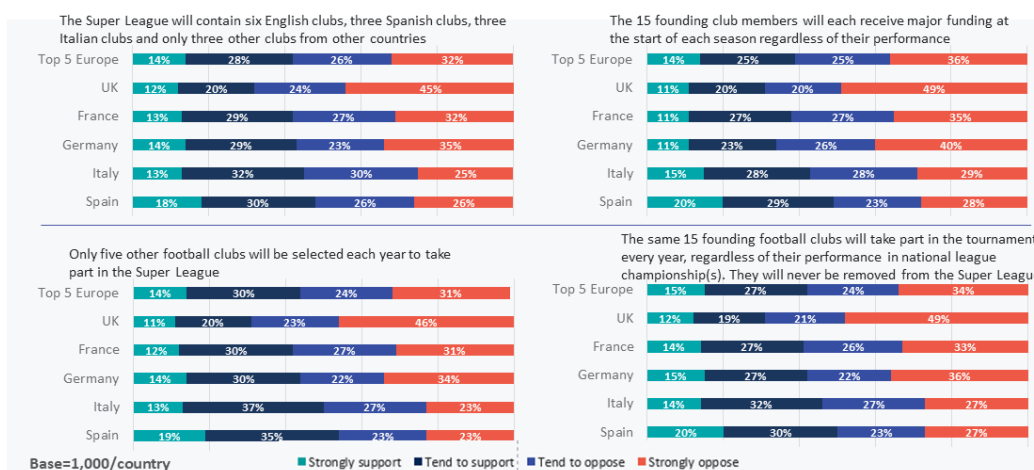 The Super League will contain six English clubs, three Spanish clubs, three
Italian clubs and only three other clubs from other countries
Top 5 Europe 14% 28% 26% 32%
UK 12% 20% 24% 45%
France 13% 29% 27% 32%
Germany 14% 29% 23% 35%
Italy 13% 32% 30% 25%
Spain 18% 30% 26% 26%
The 15 founding club members will each receive major funding at
the start of each season regardless of their performance
Top 5 Europe 14% 25% 25% 36%
UK 11% 20% 20% 49%
France 11% 27% 27% 35%
Germany 11% 23% 26% 40%
Italy 15% 28% 28% 29%
Spain 20% 29% 23% 28%
Only five other football clubs will be selected each year to take
part in the Super League
Top 5 Europe 14% 30% 24% 31%
UK 11% 20% 23% 46%
France 12% 30% 27% 31%
Germany 14% 30% 22% 34%
Italy 13% 37% 27% 23%
Spain 19% 35% 23% 23%
The same 15 founding football clubs will take part in the tournament
every year, regardless of their performance in national league
championship(s). They will never be removed from the Super Leagu
Top 5 Europe 15% 27% 24% 34%
UK 12% 19% 21% 49%
France 14% 27% 26% 33%
Germany 15% 27% 22% 36%
Italy 14% 32% 27% 27%
Spain 20% 30% 23% 27%
Base=1,000/country
Strongly support Tend to support Tend to oppose Strongly oppose